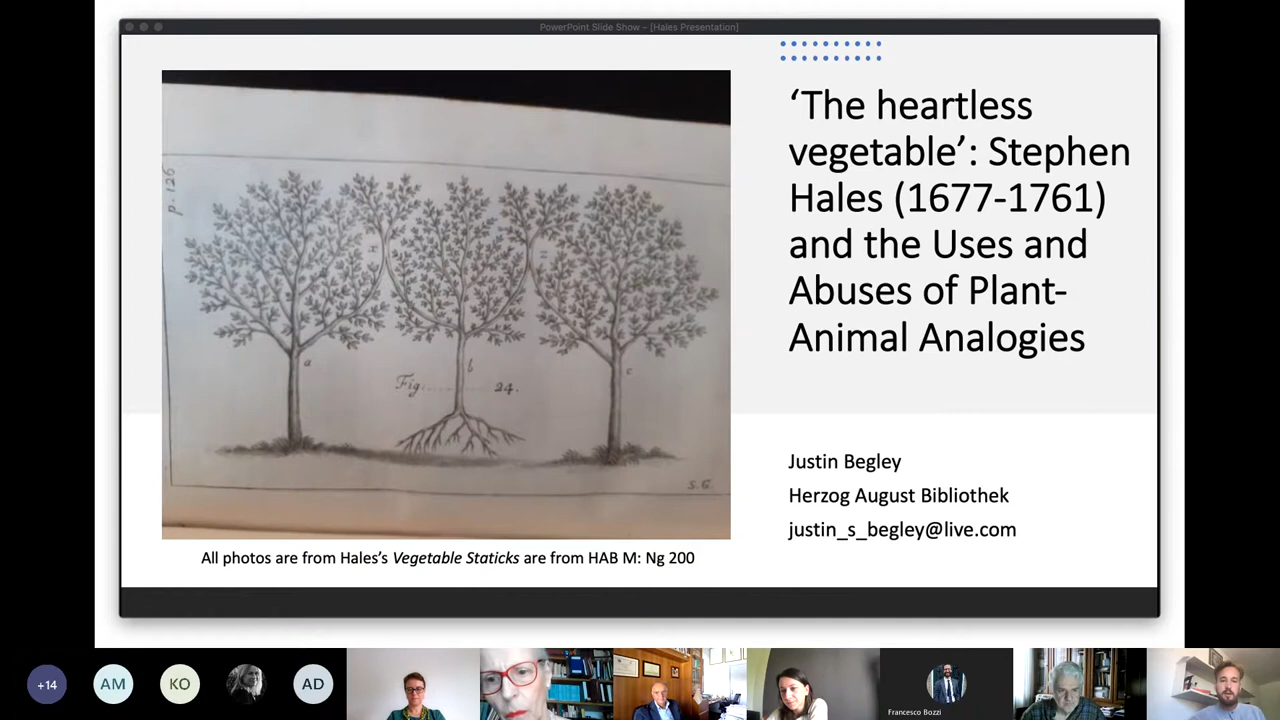 PowerPoint Slide Show – [Hales Presentation]
p. 126
x
z
a
b
c
Fig. 24.
S.G.
All photos are from Hales’s Vegetable Staticks are from HAB M: Ng 200
‘The heartless
vegetable’: Stephen
Hales (1677-1761)
and the Uses and
Abuses of Plant-
Animal Analogies
Justin Begley
Herzog August Bibliothek
justin_s_begley@live.com
+14
AM
KO
AD
Francesco Bozzi